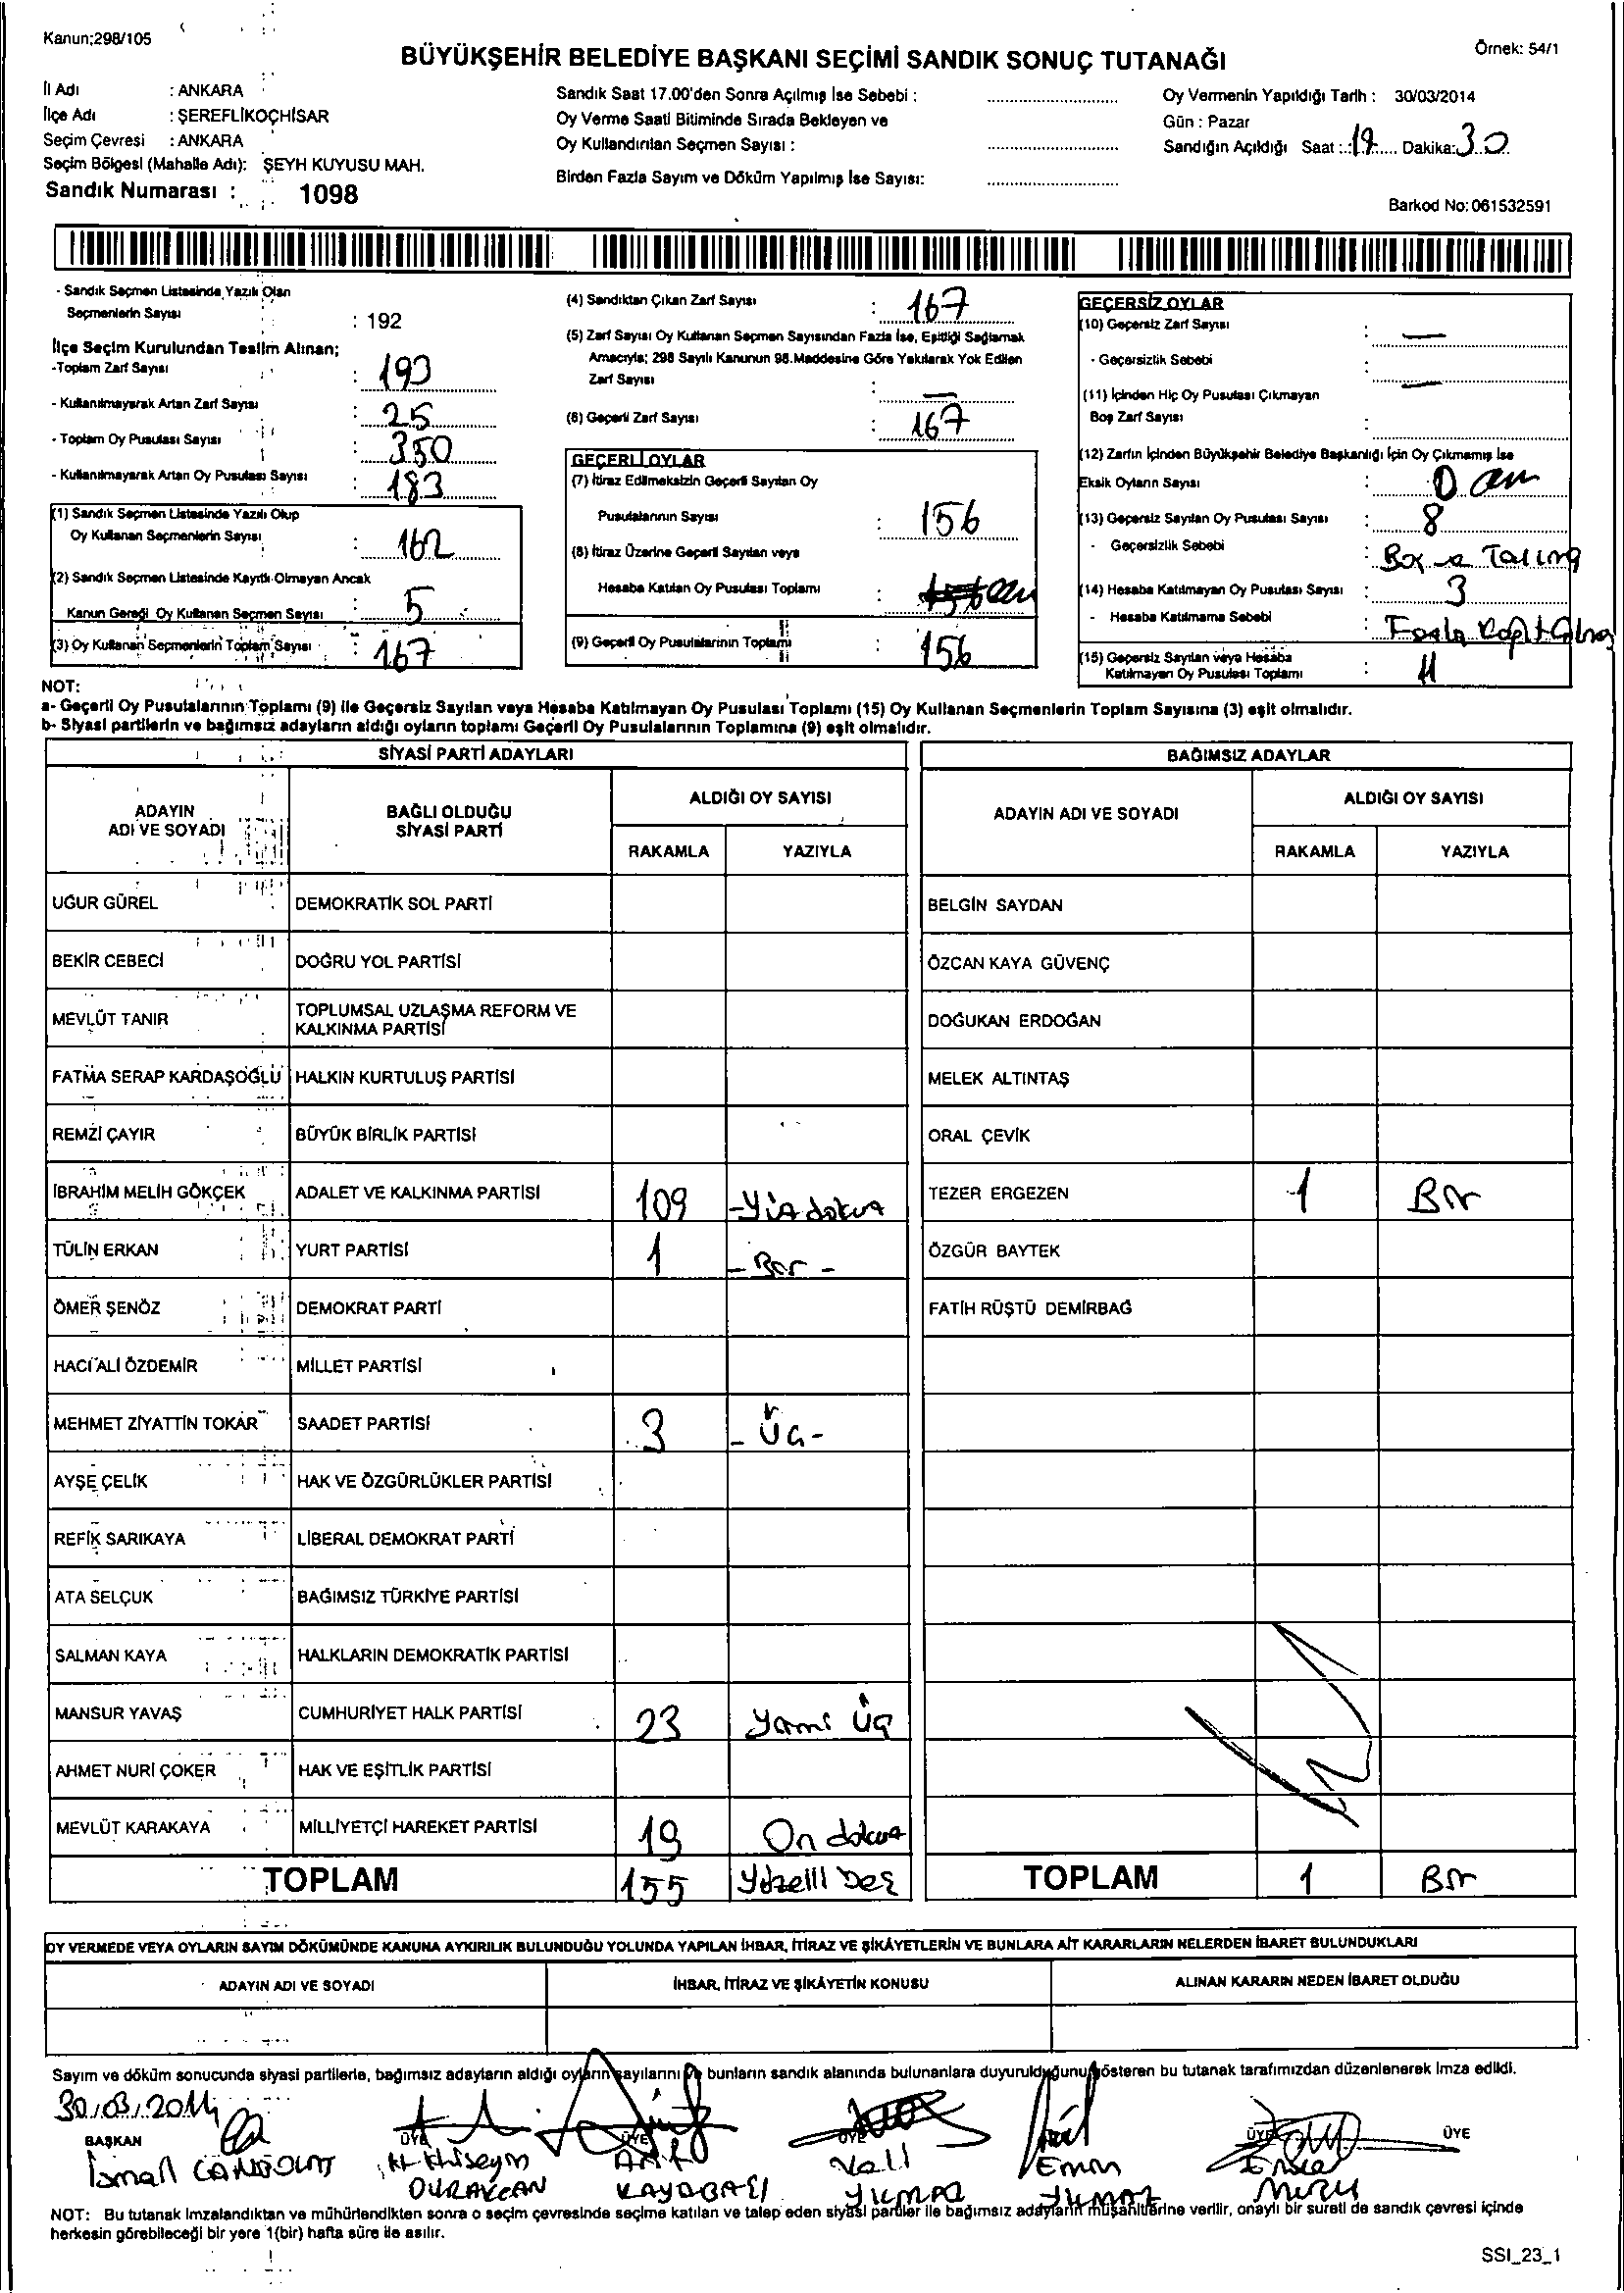 Kanun;298/105
Örnek: 54/1
BÜYÜKŞEHİR BELEDİYE BAŞKANI SEÇİMİ SANDIK SONUÇ TUTANAĞI
İl Adı : ANKARA
İlçe Adı : ŞEREFLİKOÇHİSAR
Seçim Çevresi : ANKARA
Seçim Bölgesi (Mahalle Adı): ŞEYH KUYUSU MAH.
Sandık Numarası : 1098
Sandık Saat 17.00'den Sonra Açılmış İse Sebebi :
Oy Verme Saati Bitiminde Sırada Bekleyen ve
Oy Kullandırılan Seçmen Sayısı :
Birden Fazla Sayım ve Döküm Yapılmış İse Sayısı:
Oy Vermenin Yapıldığı Tarih : 30/03/2014
Gün : Pazar
Sandığın Açıldığı Saat : 17 Dakika: 30
Barkod No: 061532591
- Sandık Seçmen Listesinde Yazılı Olan
Seçmenlerin Sayısı : 192
İlçe Seçim Kurulundan Teslim Alınan;
-Toplam Zarf Sayısı : 193
- Kullanılmayarak Artan Zarf Sayısı : 25
- Toplam Oy Pusulası Sayısı : 350
- Kullanılmayarak Artan Oy Pusulası Sayısı : 183
(1) Sandık Seçmen Listesinde Yazılı Olup
Oy Kullanan Seçmenlerin Sayısı : 162
(2) Sandık Seçmen Listesinde Kayıtlı Olmayan Ancak
Kanun Gereği Oy Kullanan Seçmen Sayısı : 5
(3) Oy Kullanan Seçmenlerin Toplam Sayısı : 167
(4) Sandıktan Çıkan Zarf Sayısı : 167
(5) Zarf Sayısı Oy Kullanan Seçmen Sayısından Fazla İse, Eşitliği Sağlamak
Amacıyla; 298 Sayılı Kanunun 98.Maddesine Göre Yakılarak Yok Edilen
Zarf Sayısı : —
(6) Geçerli Zarf Sayısı : 167
GEÇERLİ OYLAR
(7) İtiraz Edilmeksizin Geçerli Sayılan Oy
Pusulalarının Sayısı : 156
(8) İtiraz Üzerine Geçerli Sayılan veya
Hesaba Katılan Oy Pusulası Toplamı :
(9) Geçerli Oy Pusulalarının Toplamı : 156
GEÇERSİZ OYLAR
(10) Geçersiz Zarf Sayısı : —
- Geçersizlik Sebebi : —
(11) İçinden Hiç Oy Pusulası Çıkmayan
Boş Zarf Sayısı :
(12) Zarfın İçinden Büyükşehir Belediye Başkanlığı İçin Oy Çıkmamış İse
Eksik Oyların Sayısı : 0
(13) Geçersiz Sayılan Oy Pusulası Sayısı : 8
- Geçersizlik Sebebi :
(14) Hesaba Katılmayan Oy Pusulası Sayısı : 3
- Hesaba Katılmama Sebebi : Fazla
(15) Geçersiz Sayılan veya Hesaba
Katılmayan Oy Pusulası Toplamı : 11
NOT:
a- Geçerli Oy Pusulalarının Toplamı (9) ile Geçersiz Sayılan veya Hesaba Katılmayan Oy Pusulası Toplamı (15) Oy Kullanan Seçmenlerin Toplam Sayısına (3) eşit olmalıdır.
b- Siyasi partilerin ve bağımsız adayların aldığı oyların toplamı Geçerli Oy Pusulalarının Toplamına (9) eşit olmalıdır.
SİYASİ PARTİ ADAYLARI
ADAYIN ADI VE SOYADI BAĞLI OLDUĞU SİYASİ PARTİ ALDIĞI OY SAYISI
RAKAMLA YAZIYLA
UĞUR GÜREL DEMOKRATİK SOL PARTİ
BEKİR CEBECİ DOĞRU YOL PARTİSİ
MEVLÜT TANIR TOPLUMSAL UZLAŞMA REFORM VE KALKINMA PARTİSİ
FATMA SERAP KARDAŞOĞLU HALKIN KURTULUŞ PARTİSİ
REMZİ ÇAYIR BÜYÜK BİRLİK PARTİSİ
İBRAHİM MELİH GÖKÇEK ADALET VE KALKINMA PARTİSİ 109 -Yüz dokuz
TÜLİN ERKAN YURT PARTİSİ 1 - Bir -
ÖMER ŞENÖZ DEMOKRAT PARTİ
HACI ALİ ÖZDEMİR MİLLET PARTİSİ
MEHMET ZİYATTİN TOKAR SAADET PARTİSİ 3 - Üç -
AYŞE ÇELİK HAK VE ÖZGÜRLÜKLER PARTİSİ
REFİK SARIKAYA LİBERAL DEMOKRAT PARTİ
ATA SELÇUK BAĞIMSIZ TÜRKİYE PARTİSİ
SALMAN KAYA HALKLARIN DEMOKRATİK PARTİSİ
MANSUR YAVAŞ CUMHURİYET HALK PARTİSİ 23 Yirmi Üç
AHMET NURİ ÇOKER HAK VE EŞİTLİK PARTİSİ
MEVLÜT KARAKAYA MİLLİYETÇİ HAREKET PARTİSİ 19 On dokuz
TOPLAM 155 Yüzelli Beş
BAĞIMSIZ ADAYLAR
ADAYIN ADI VE SOYADI ALDIĞI OY SAYISI
RAKAMLA YAZIYLA
BELGİN SAYDAN
ÖZCAN KAYA GÜVENÇ
DOĞUKAN ERDOĞAN
MELEK ALTINTAŞ
ORAL ÇEVİK
TEZER ERGEZEN 1 Bir
ÖZGÜR BAYTEK
FATİH RÜŞTÜ DEMİRBAĞ
TOPLAM 1 Bir
OY VERMEDE VEYA OYLARIN SAYIM DÖKÜMÜNDE KANUNA AYKIRILIK BULUNDUĞU YOLUNDA YAPILAN İHBAR, İTİRAZ VE ŞİKÂYETLERİN VE BUNLARA AİT KARARLARIN NELERDEN İBARET BULUNDUKLARI
ADAYIN ADI VE SOYADI İHBAR, İTİRAZ VE ŞİKÂYETİN KONUSU ALINAN KARARIN NEDEN İBARET OLDUĞU
Sayım ve döküm sonucunda siyasi partilerle, bağımsız adayların aldığı oyların sayılarını ve bunların sandık alanında bulunanlara duyurulduğunu gösteren bu tutanak tarafımızdan düzenlenerek imza edildi.
30/03/2014
BAŞKAN ÜYE ÜYE ÜYE ÜYE ÜYE
İsmail H. Hüseyin Arif Vali Emin
DURAKCAN KAYABAŞI YILMAZ YILMAZ
NOT: Bu tutanak imzalandıktan ve mühürlendikten sonra o seçim çevresinde seçime katılan ve talep eden siyasi partiler ile bağımsız adayların müşahitlerine verilir, onaylı bir sureti de sandık çevresi içinde
herkesin görebileceği bir yere 1(bir) hafta süre ile asılır.
SSI_23_1